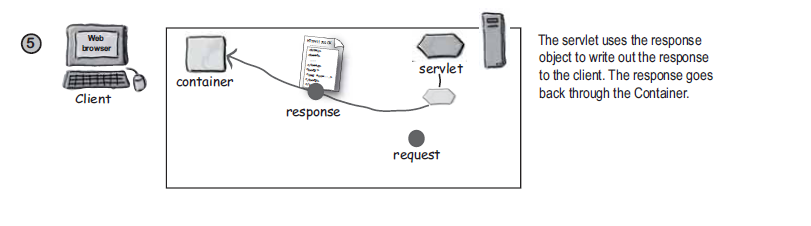 5
Web
browser
Client
container
response
servlet
request
The servlet uses the response
object to write out the response
to the client. The response goes
back through the Container.